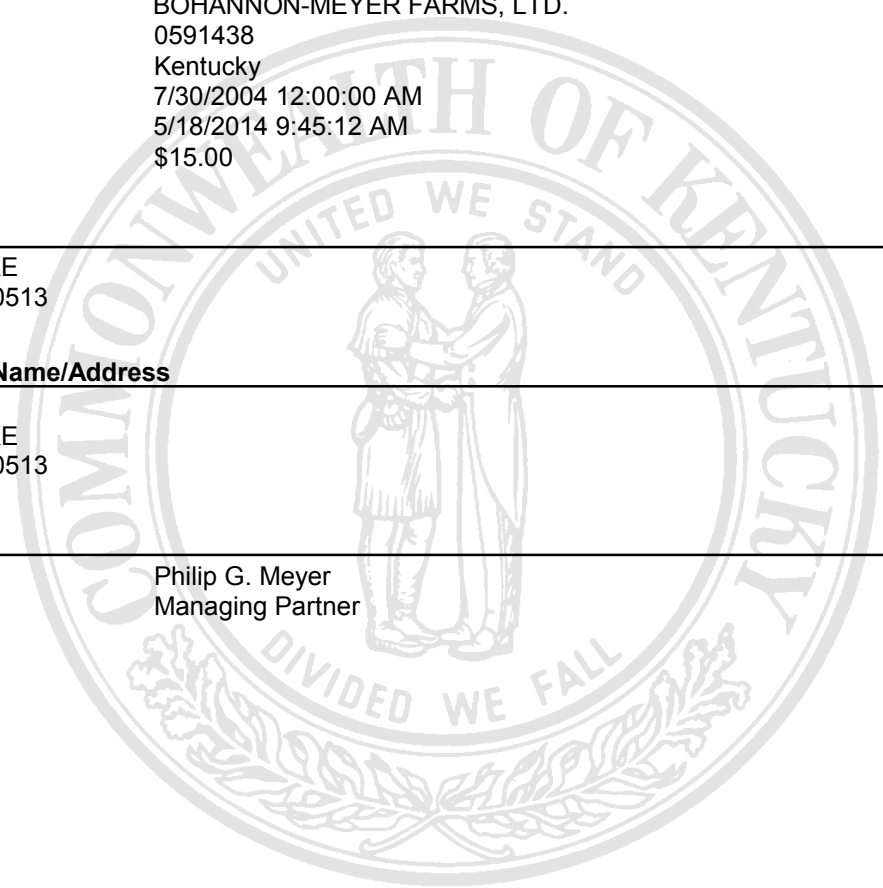 BOHANNON-MEYER FARMS, LTD.
0591438
Kentucky
7/30/2004 12:00:00 AM
5/18/2014 9:45:12 AM
$15.00
COMMONWEALTH OF KENTUCKY
UNITED WE STAND
E
0513
Name/Address
E
0513
Philip G. Meyer
Managing Partner
DIVIDED WE FALL